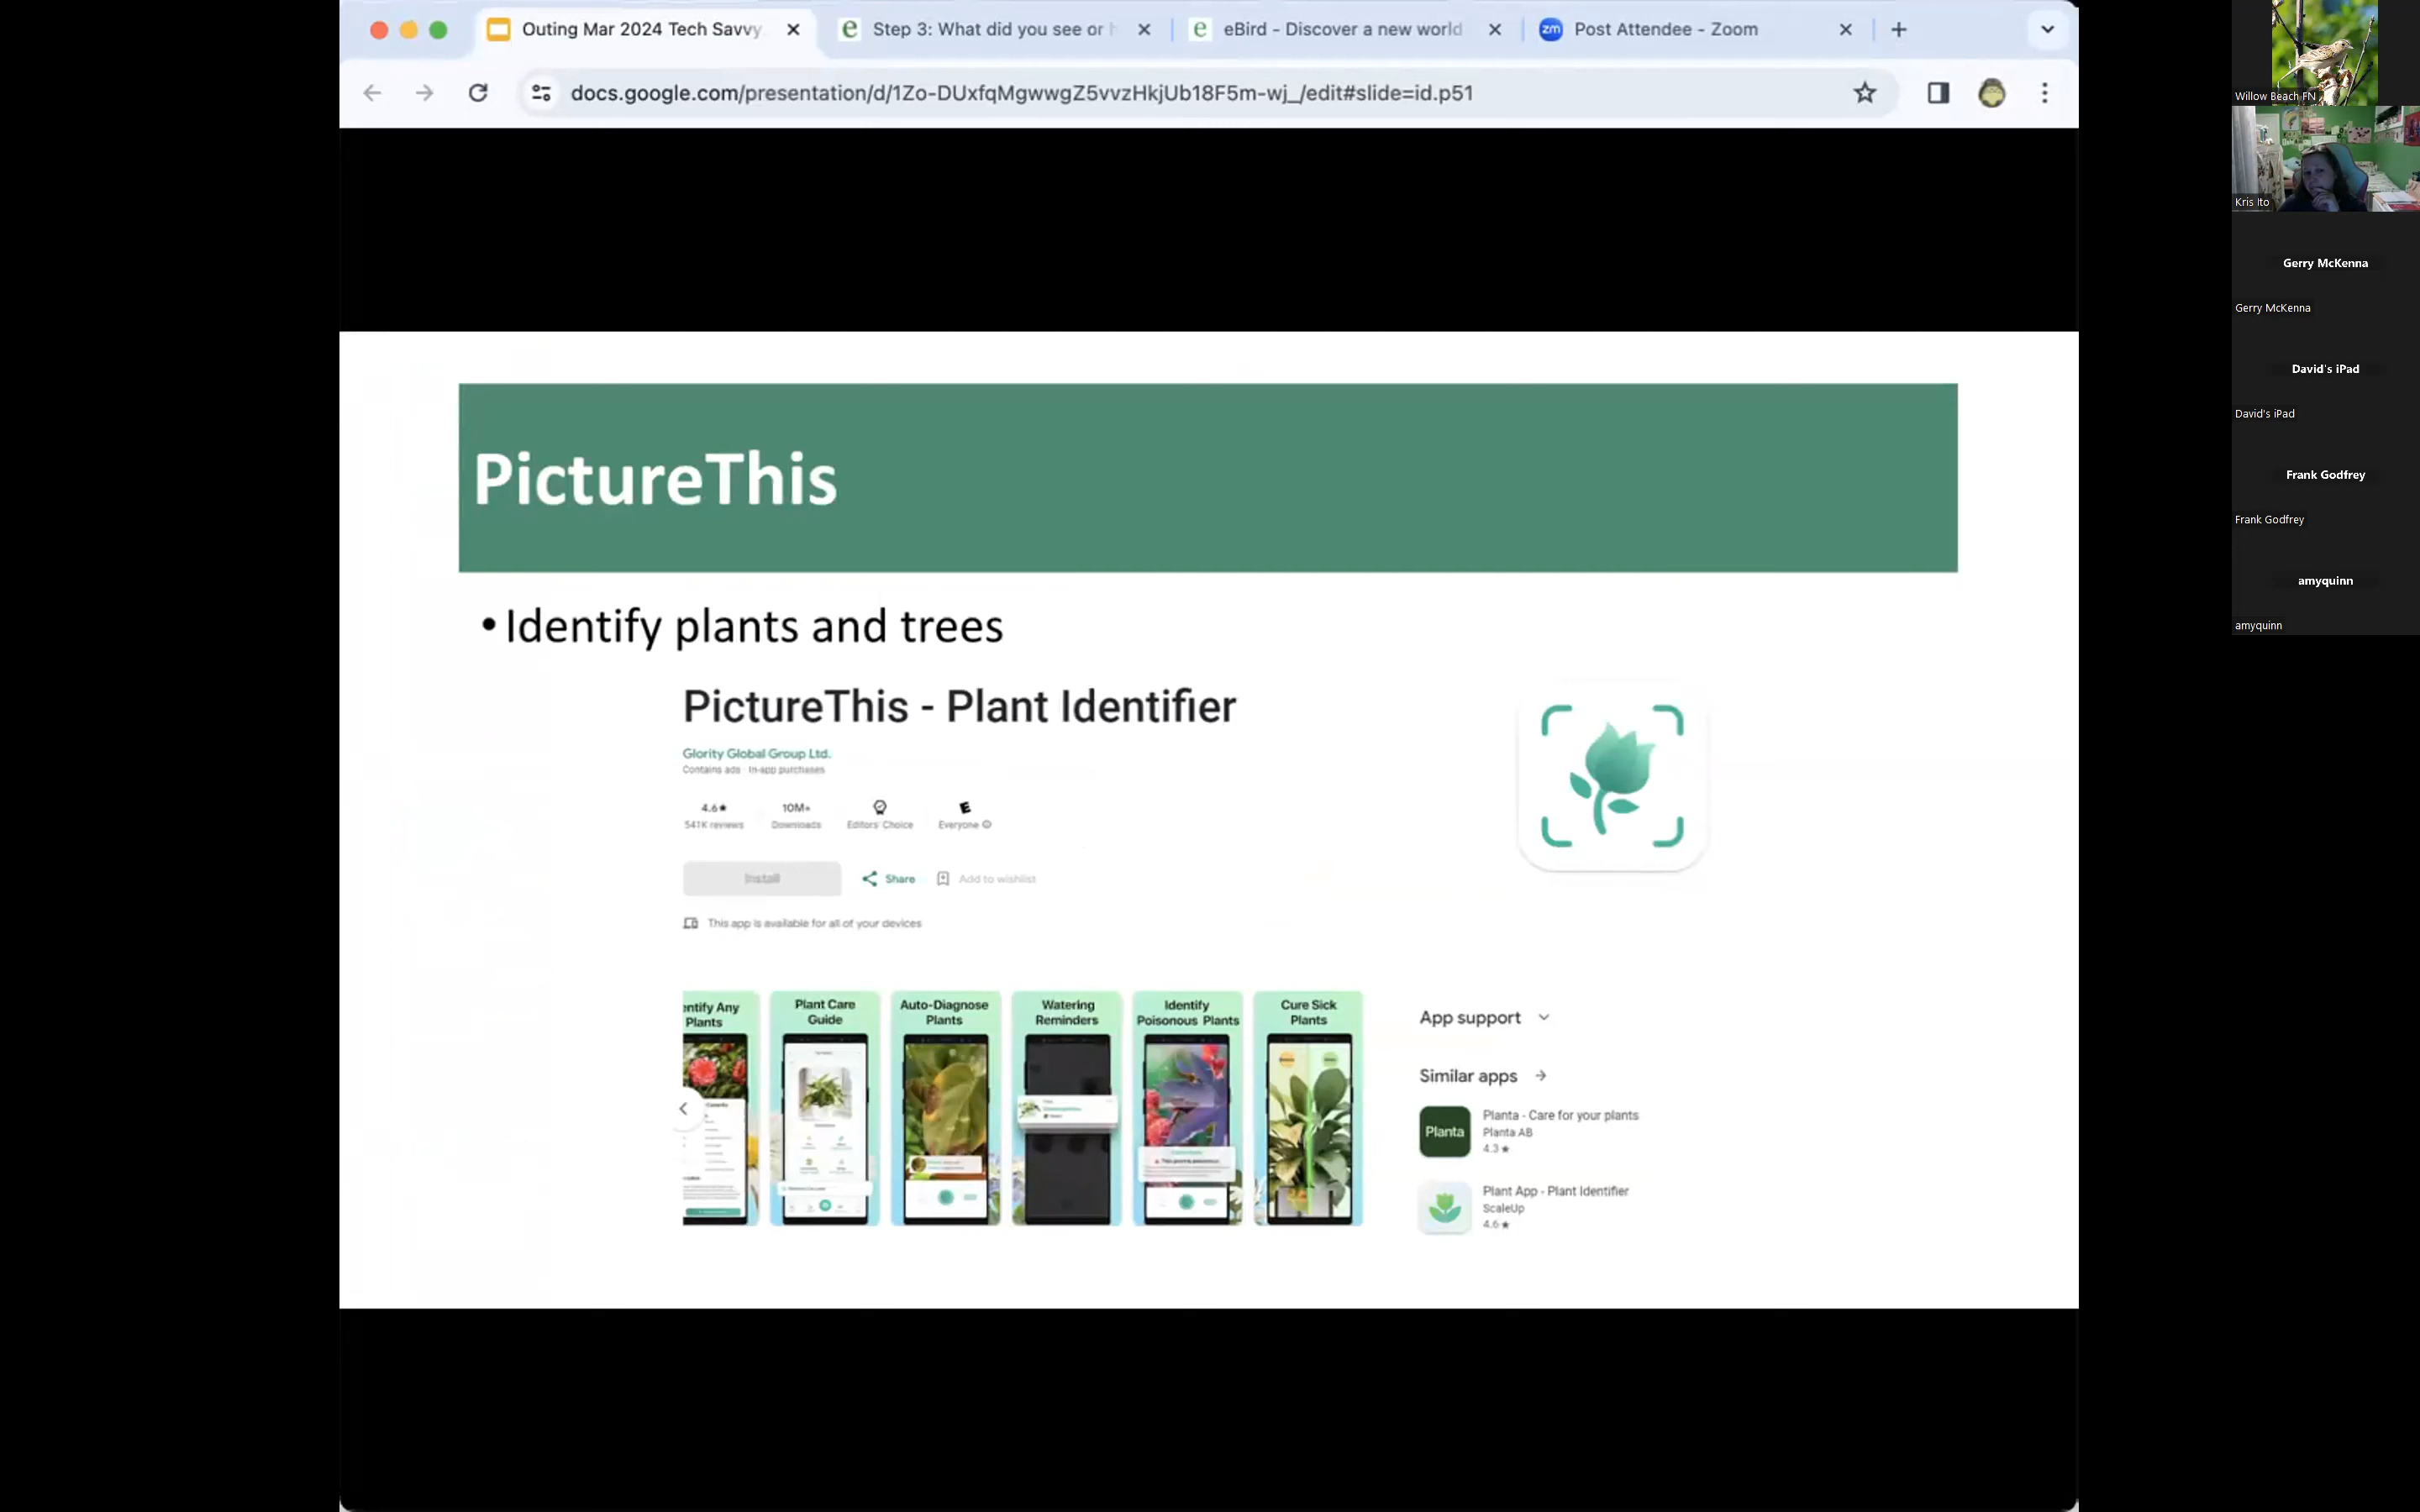 Outing Mar 2024 Tech Savvy
Step 3: What did you see or h
eBird - Discover a new world
zm Post Attendee - Zoom
docs.google.com/presentation/d/1Zo-DUxfqMgwwgZ5vvzHkjUb18F5m-wj_/edit#slide=id.p51
PictureThis
• Identify plants and trees
PictureThis - Plant Identifier
Glority Global Group Ltd.
Contains ads · In-app purchases
4.6★ 10M+ E
541K reviews Downloads Editors' Choice Everyone
Install Share Add to wishlist
This app is available for all of your devices
entify Any
Plants
Plant Care
Guide
Auto-Diagnose
Plants
Watering
Reminders
Identify
Poisonous Plants
Cure Sick
Plants
App support
Similar apps
Planta
Planta - Care for your plants
Planta AB
4.3★
Plant App - Plant Identifier
ScaleUp
4.6★
Willow Beach FN
Kris Ito
Gerry McKenna
Gerry McKenna
David's iPad
David's iPad
Frank Godfrey
Frank Godfrey
amyquinn
amyquinn